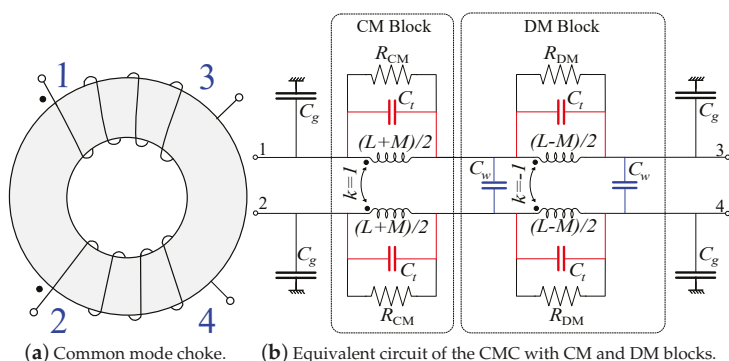 CM Block
DM Block
1
3
2
4
R_CM
C_t
(L+M)/2
R_DM
C_t
(L-M)/2
C_g
C_g
1
3
k=1
C_w
k=-1
C_w
2
4
(L+M)/2
C_t
R_CM
(L-M)/2
C_t
R_DM
C_g
C_g
(a) Common mode choke.
(b) Equivalent circuit of the CMC with CM and DM blocks.